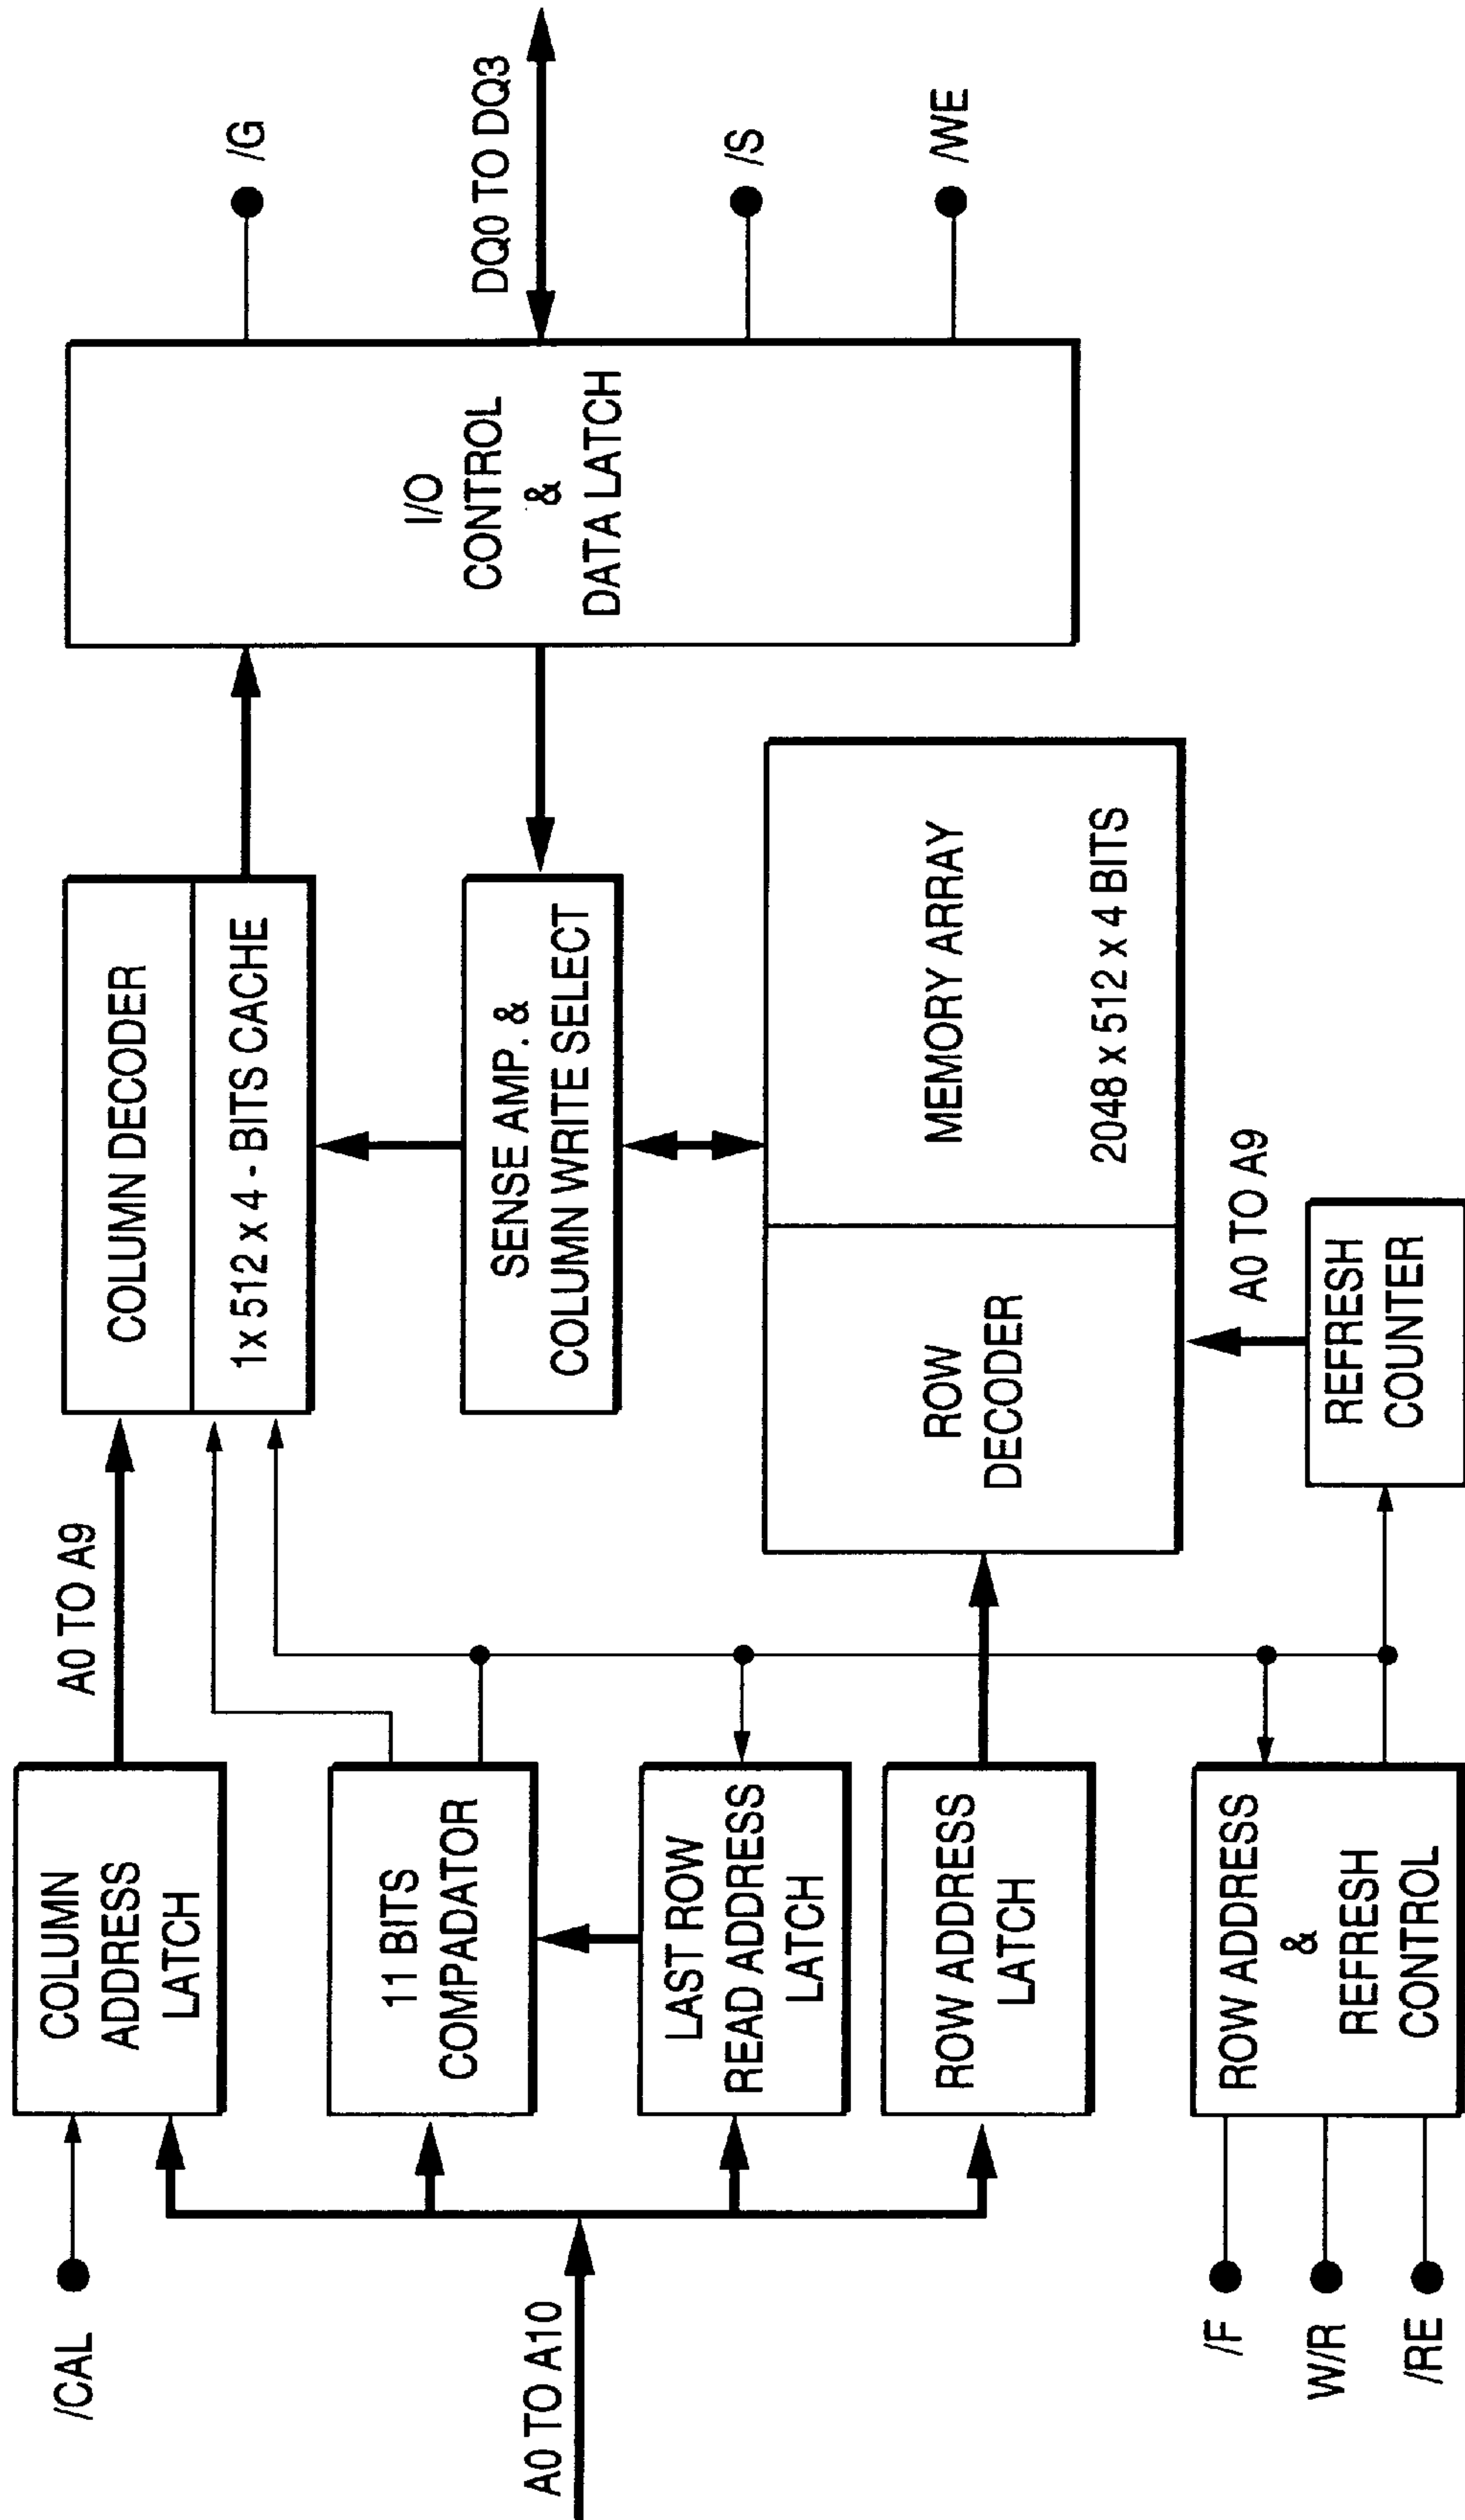 /CAL
COLUMN
ADDRESS
LATCH
A0 TO A9
COLUMN DECODER
1x 512 x 4 - BITS CACHE
/G
I/O
CONTROL
&
DATA LATCH
DQ0 TO DQ3
/S
/WE
A0 TO A10
11 BITS
COMPADATOR
SENSE AMP. &
COLUMN WRITE SELECT
LAST ROW
READ ADDRESS
LATCH
ROW ADDRESS
LATCH
ROW
DECODER
MEMORY ARRAY
2048 x 512 x 4 BITS
A0 TO A9
/F
W/R
/RE
ROW ADDRESS
&
REFRESH
CONTROL
REFRESH
COUNTER